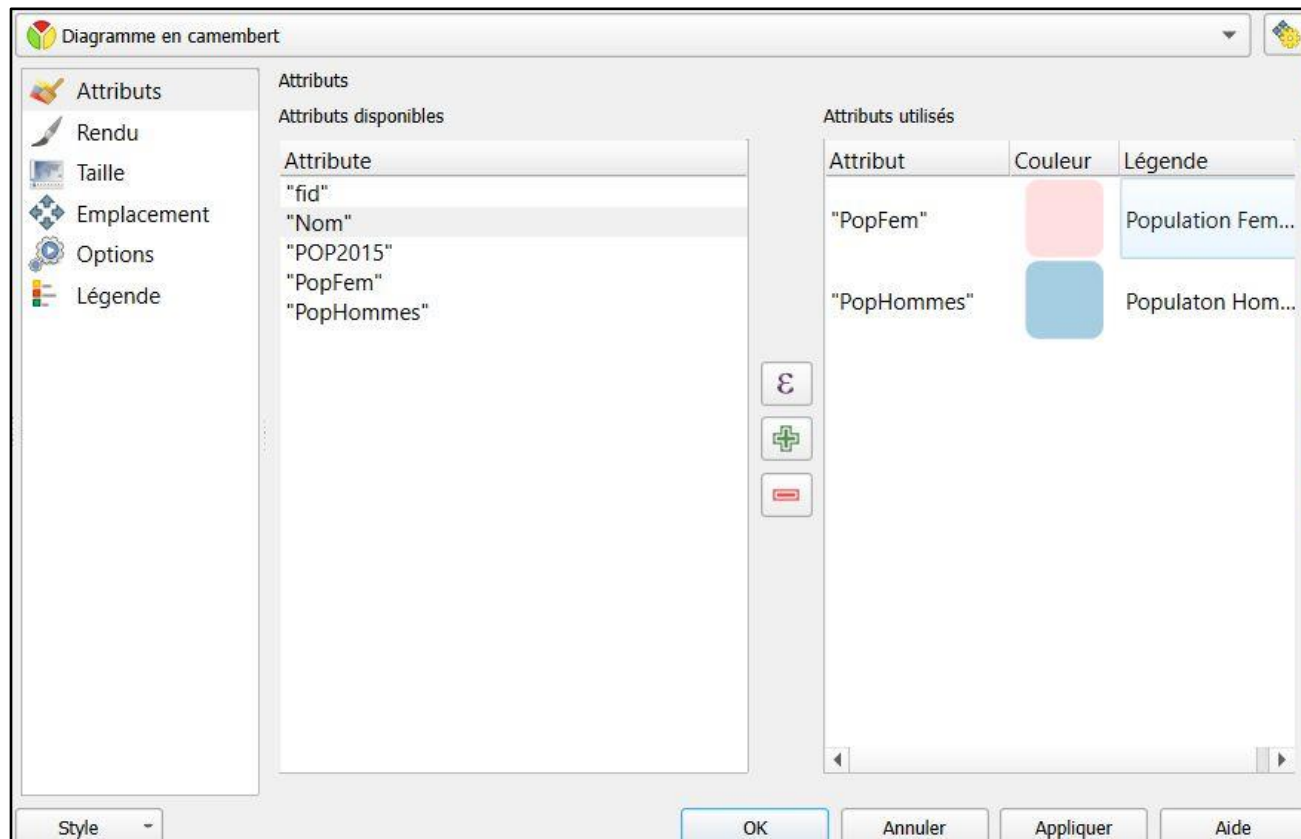 Diagramme en camembert
Attributs
Rendu
Taille
Emplacement
Options
Légende
Attributs
Attributs disponibles
Attribute
"fid"
"Nom"
"POP2015"
"PopFem"
"PopHommes"
ε
Attributs utilisés
Attribut Couleur Légende
"PopFem" Population Fem...
"PopHommes" Populaton Hom...
Style OK Annuler Appliquer Aide